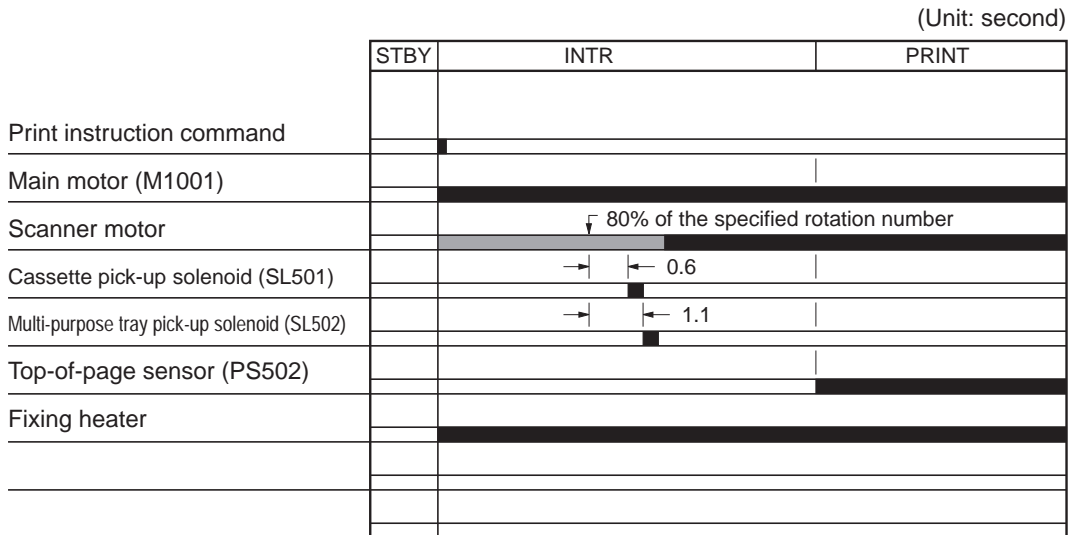 (Unit: second)
STBY INTR PRINT
Print instruction command
Main motor (M1001)
Scanner motor
80% of the specified rotation number
Cassette pick-up solenoid (SL501)
0.6
Multi-purpose tray pick-up solenoid (SL502)
1.1
Top-of-page sensor (PS502)
Fixing heater